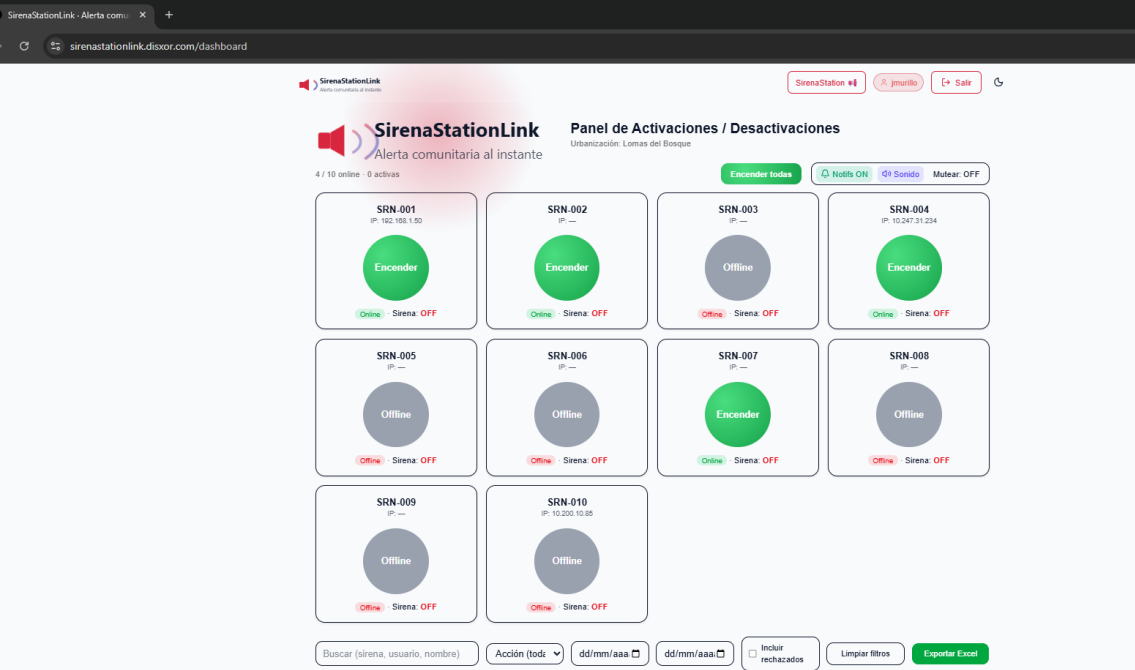 SirenaStationLink - Alerta comu
sirenastationlink.disxor.com/dashboard
SirenaStationLink
Alerta comunitaria al instante
SirenaStation
jmurillo
Salir
SirenaStationLink
Alerta comunitaria al instante
Panel de Activaciones / Desactivaciones
Urbanización: Lomas del Bosque
4 / 10 online · 0 activas
Encender todas
Notifs ON
Sonido
Mutear: OFF
SRN-001
IP: 192.168.1.50
Encender
Online · Sirena: OFF
SRN-002
IP: —
Encender
Online · Sirena: OFF
SRN-003
IP: —
Offline
Offline · Sirena: OFF
SRN-004
IP: 10.247.31.234
Encender
Online · Sirena: OFF
SRN-005
IP: —
Offline
Offline · Sirena: OFF
SRN-006
IP: —
Offline
Offline · Sirena: OFF
SRN-007
IP: —
Encender
Online · Sirena: OFF
SRN-008
IP: —
Offline
Offline · Sirena: OFF
SRN-009
IP: —
Offline
Offline · Sirena: OFF
SRN-010
IP: 10.200.10.85
Offline
Offline · Sirena: OFF
Buscar (sirena, usuario, nombre)
Acción (toda
dd/mm/aaa
dd/mm/aaa
Incluir
rechazados
Limpiar filtros
Exportar Excel